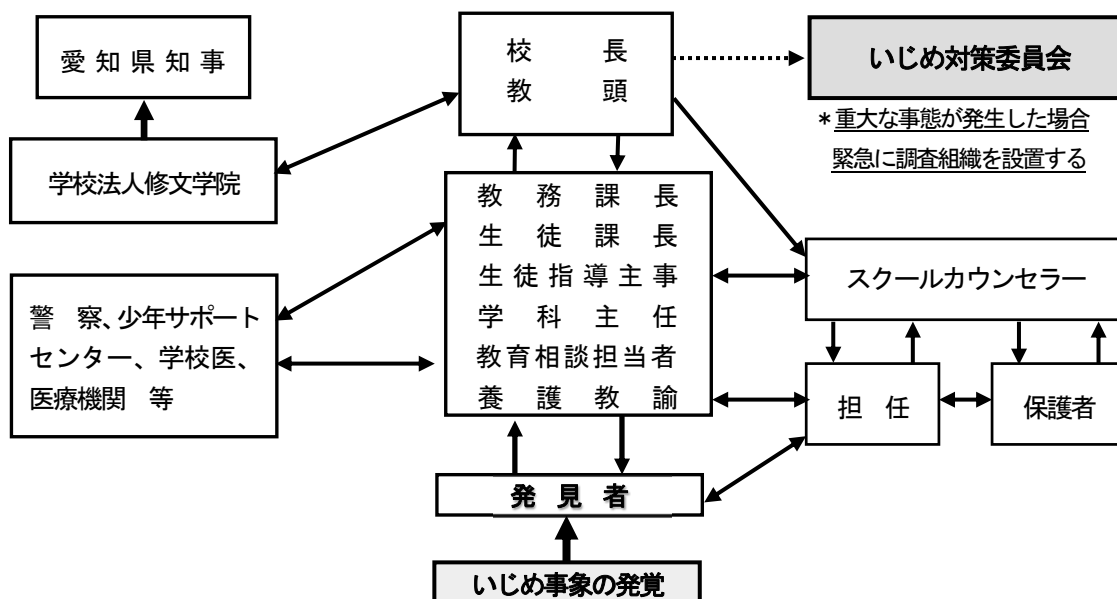 愛知県知事
学校法人修文学院
校長
教頭
いじめ対策委員会
*重大な事態が発生した場合
緊急に調査組織を設置する
教務課長
生徒課長
生徒指導主事
学科主任
教育相談担当者
養護教諭
スクールカウンセラー
警察、少年サポート
センター、学校医、
医療機関 等
担任
保護者
発見者
いじめ事象の発覚